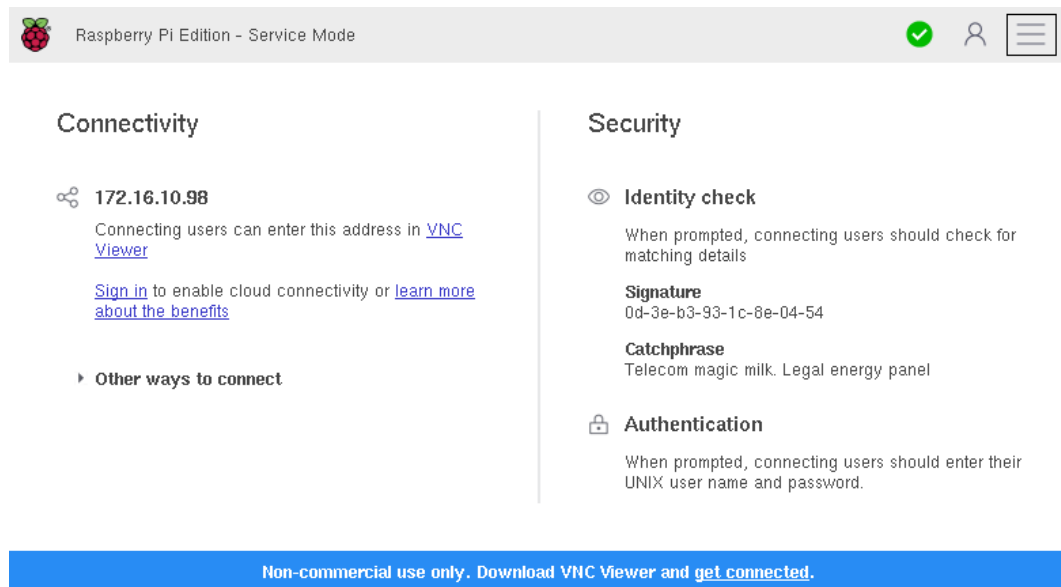 Raspberry Pi Edition - Service Mode
Connectivity
172.16.10.98
Connecting users can enter this address in VNC
Viewer
Sign in to enable cloud connectivity or learn more
about the benefits
Other ways to connect
Security
Identity check
When prompted, connecting users should check for
matching details
Signature
0d-3e-b3-93-1c-8e-04-54
Catchphrase
Telecom magic milk. Legal energy panel
Authentication
When prompted, connecting users should enter their
UNIX user name and password.
Non-commercial use only. Download VNC Viewer and get connected.